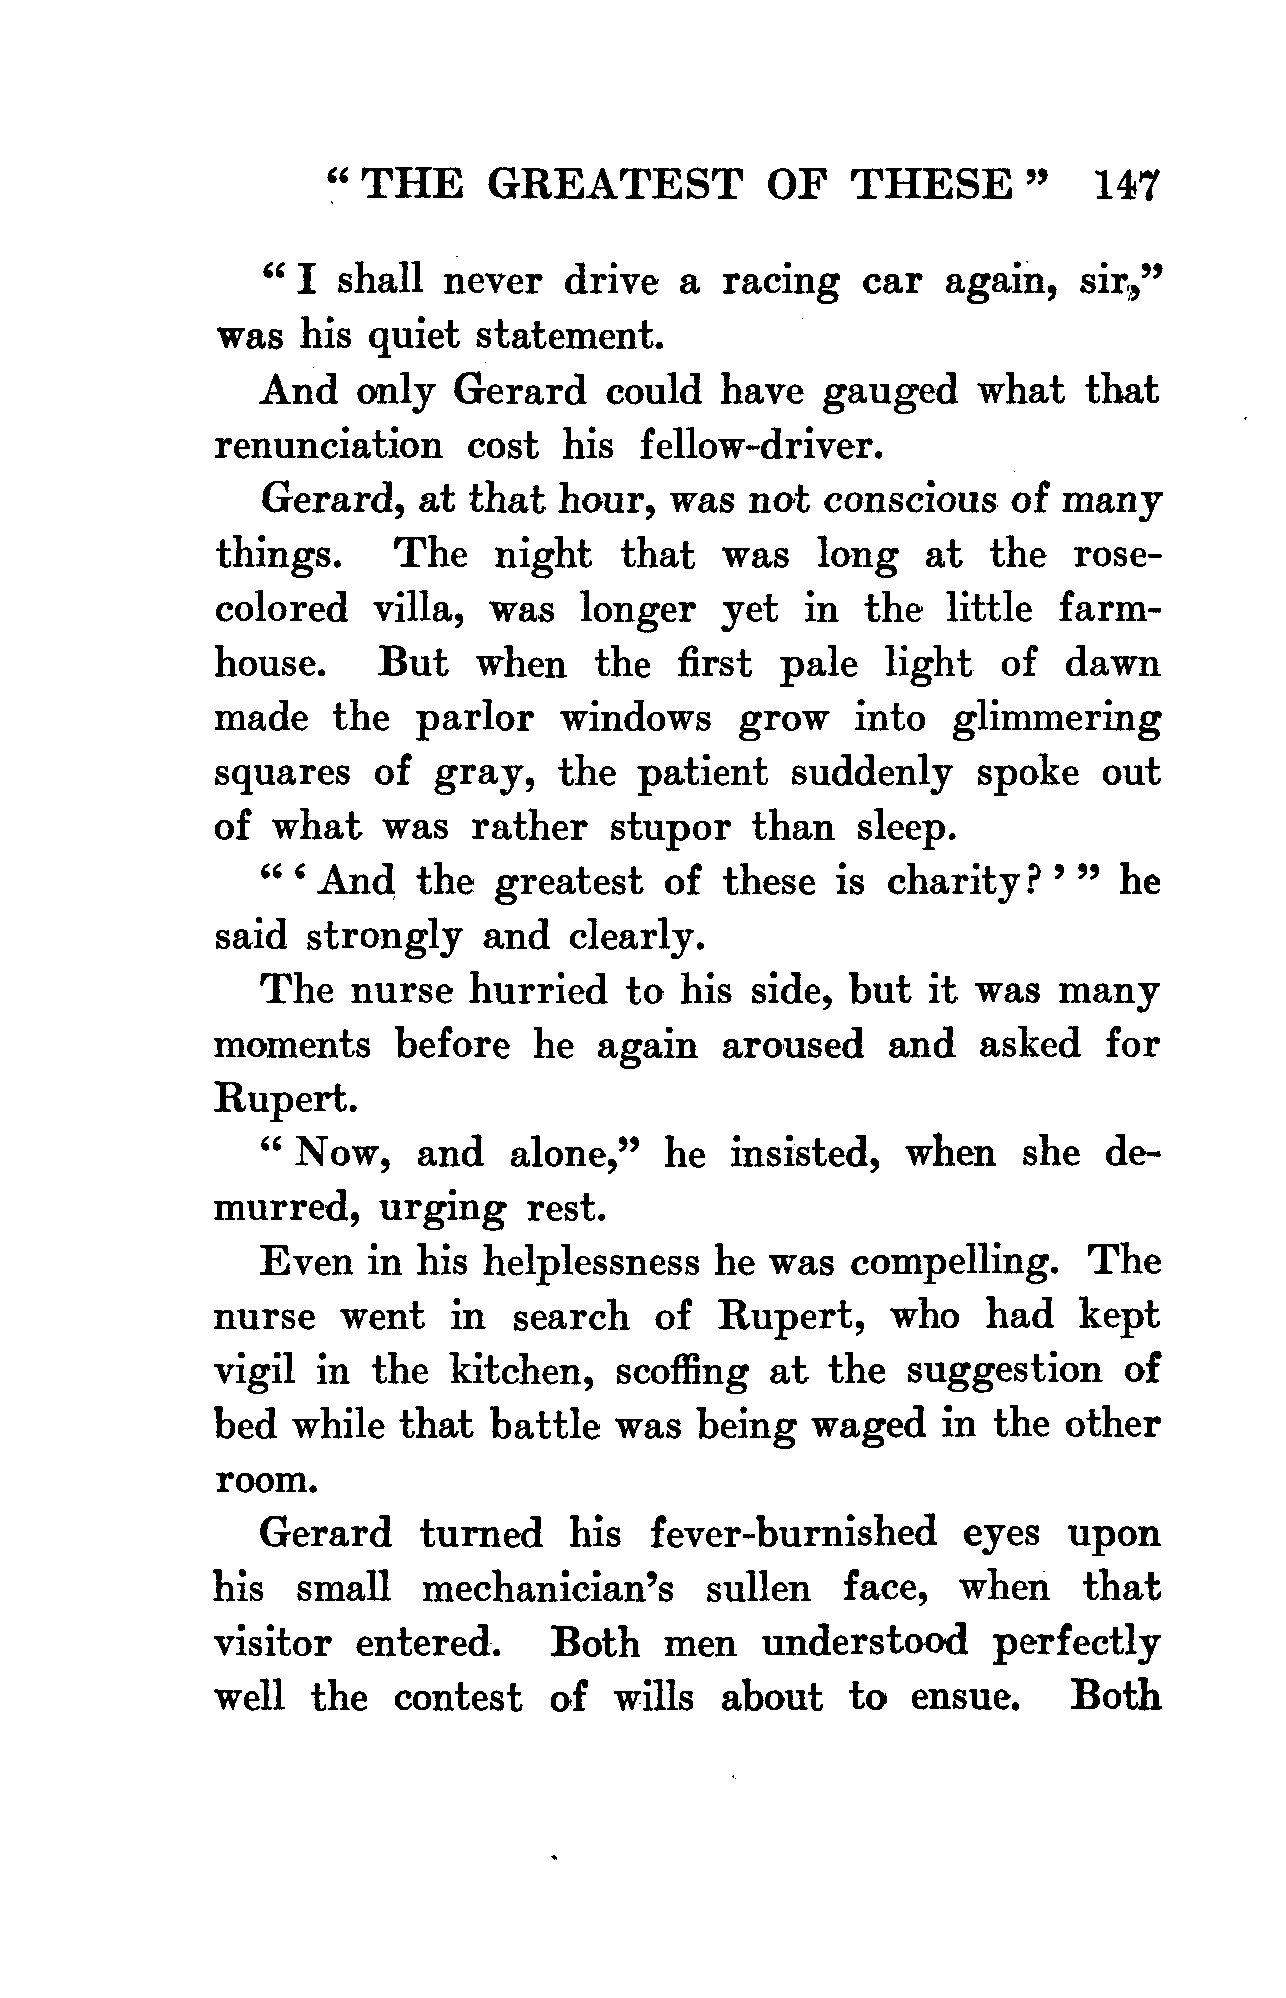 “ THE GREATEST OF THESE ” 147
“ I shall never drive a racing car again, sir,”
was his quiet statement.
And only Gerard could have gauged what that
renunciation cost his fellow-driver.
Gerard, at that hour, was not conscious of many
things. The night that was long at the rose-
colored villa, was longer yet in the little farm-
house. But when the first pale light of dawn
made the parlor windows grow into glimmering
squares of gray, the patient suddenly spoke out
of what was rather stupor than sleep.
“ ‘ And the greatest of these is charity? ’ ” he
said strongly and clearly.
The nurse hurried to his side, but it was many
moments before he again aroused and asked for
Rupert.
“ Now, and alone,” he insisted, when she de-
murred, urging rest.
Even in his helplessness he was compelling. The
nurse went in search of Rupert, who had kept
vigil in the kitchen, scoffing at the suggestion of
bed while that battle was being waged in the other
room.
Gerard turned his fever-burnished eyes upon
his small mechanician’s sullen face, when that
visitor entered. Both men understood perfectly
well the contest of wills about to ensue. Both